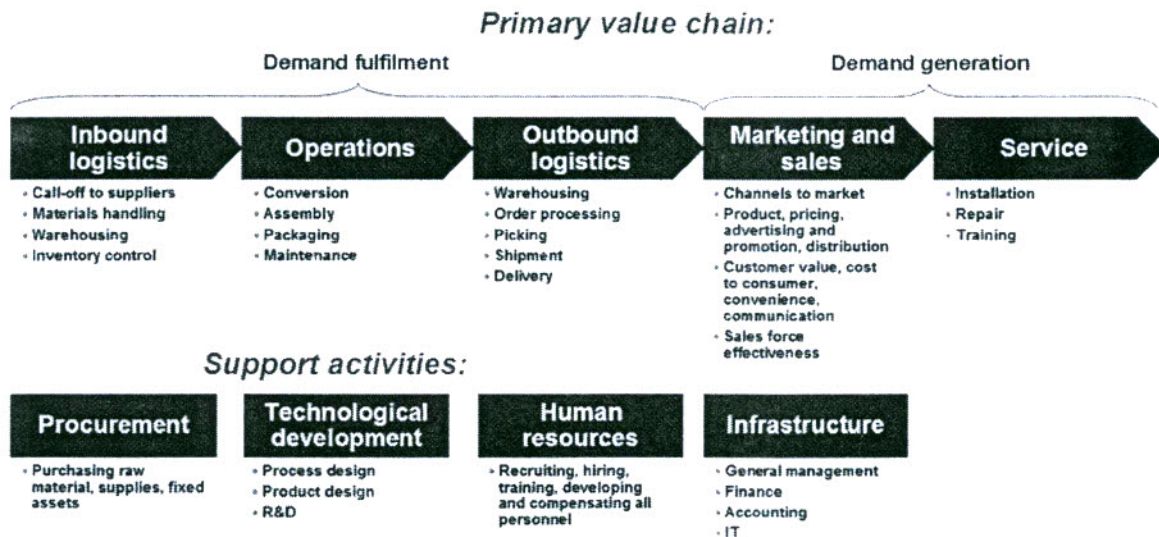 Primary value chain:
Demand fulfilment
Demand generation
Inbound
logistics
Operations
Outbound
logistics
Marketing and
sales
Service
• Call-off to suppliers
• Materials handling
• Warehousing
• Inventory control
• Conversion
• Assembly
• Packaging
• Maintenance
• Warehousing
• Order processing
• Picking
• Shipment
• Delivery
• Channels to market
• Product, pricing,
advertising and
promotion, distribution
• Customer value, cost
to consumer,
convenience,
communication
• Sales force
effectiveness
• Installation
• Repair
• Training
Support activities:
Procurement
Technological
development
Human
resources
Infrastructure
• Purchasing raw
material, supplies, fixed
assets
• Process design
• Product design
• R&D
• Recruiting, hiring,
training, developing
and compensating all
personnel
• General management
• Finance
• Accounting
• IT